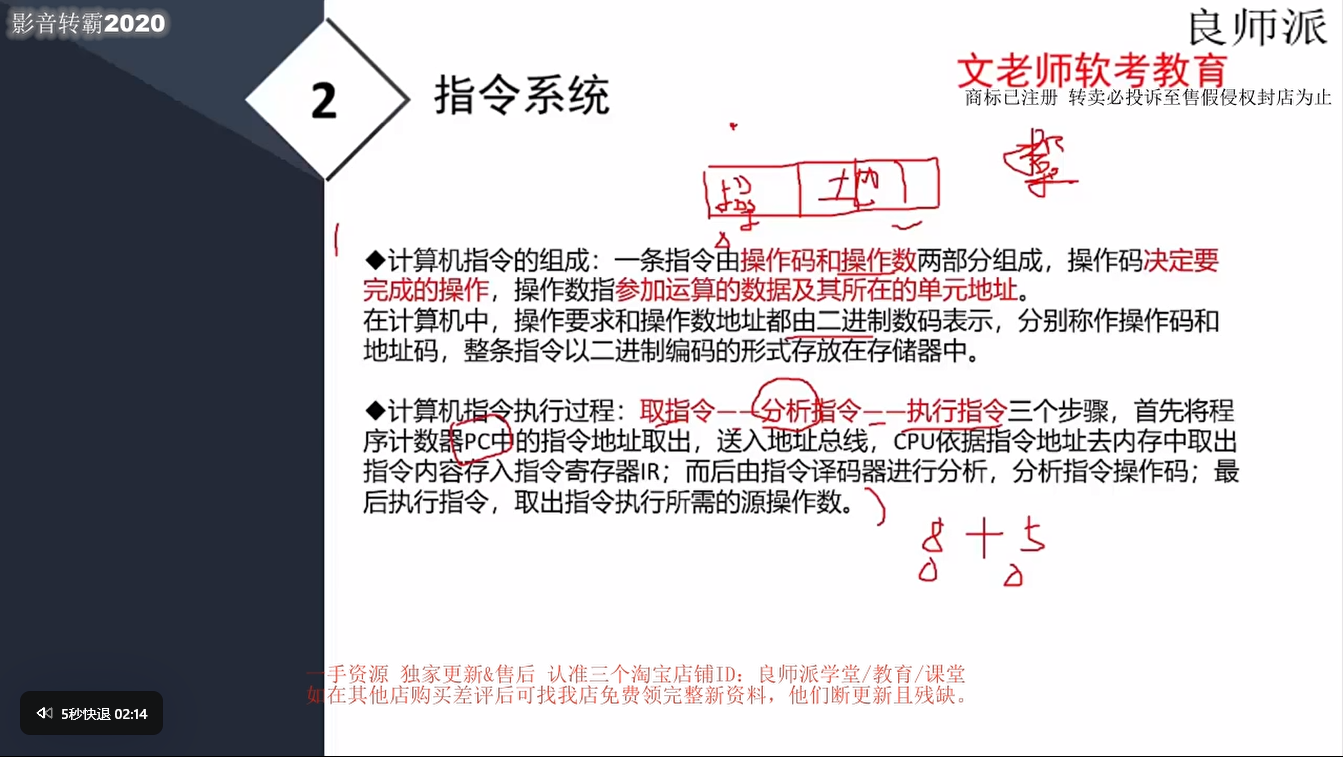 影音转霸2020
良师派
文老师软考教育
商标已注册 转卖必投诉至售假侵权封店为止
2
指令系统
地
◆计算机指令的组成：一条指令由操作码和操作数两部分组成，操作码决定要
完成的操作，操作数指参加运算的数据及其所在的单元地址。
在计算机中，操作要求和操作数地址都由二进制数码表示，分别称作操作码和
地址码，整条指令以二进制编码的形式存放在存储器中。
◆计算机指令执行过程：取指令——分析指令——执行指令三个步骤，首先将程
序计数器PC中的指令地址取出，送入地址总线，CPU依据指令地址去内存中取出
指令内容存入指令寄存器IR；而后由指令译码器进行分析，分析指令操作码；最
后执行指令，取出指令执行所需的源操作数。
8 + 5
一手资源 独家更新&售后 认准三个淘宝店铺ID：良师派学堂/教育/课堂
如在其他店购买差评后可找我店免费领完整新资料，他们断更新且残缺。
5秒快退 02:14